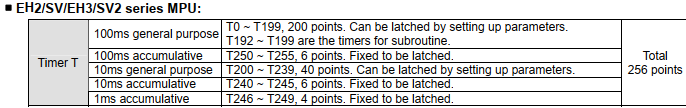 ■ EH2/SV/EH3/SV2 series MPU:
Timer T
100ms general purpose
T0 ~ T199, 200 points. Can be latched by setting up parameters.
T192 ~ T199 are the timers for subroutine.
100ms accumulative
T250 ~ T255, 6 points. Fixed to be latched.
10ms general purpose
T200 ~ T239, 40 points. Can be latched by setting up parameters.
10ms accumulative
T240 ~ T245, 6 points. Fixed to be latched.
1ms accumulative
T246 ~ T249, 4 points. Fixed to be latched.
Total
256 points